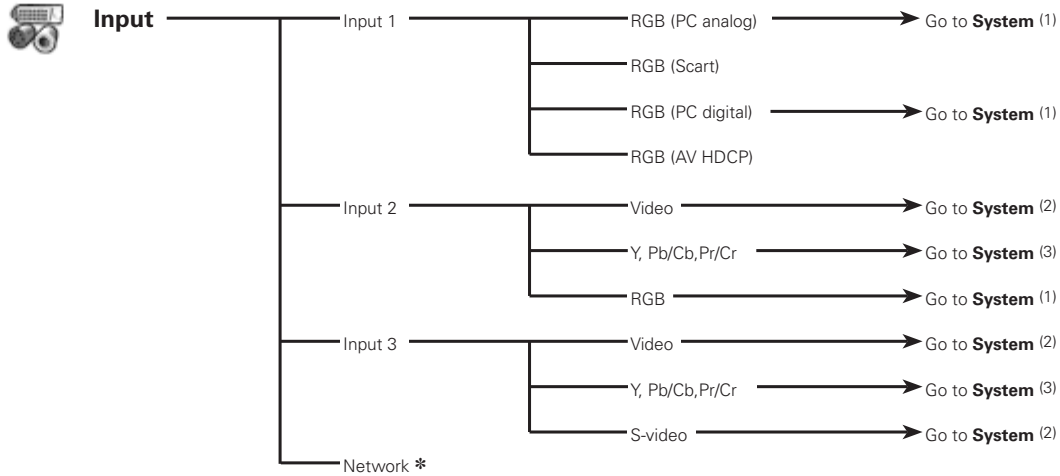 Input Input 1 RGB (PC analog) Go to System (1)
RGB (Scart)
RGB (PC digital) Go to System (1)
RGB (AV HDCP)
Input 2 Video Go to System (2)
Y, Pb/Cb,Pr/Cr Go to System (3)
RGB Go to System (1)
Input 3 Video Go to System (2)
Y, Pb/Cb,Pr/Cr Go to System (3)
S-video Go to System (2)
Network ✻